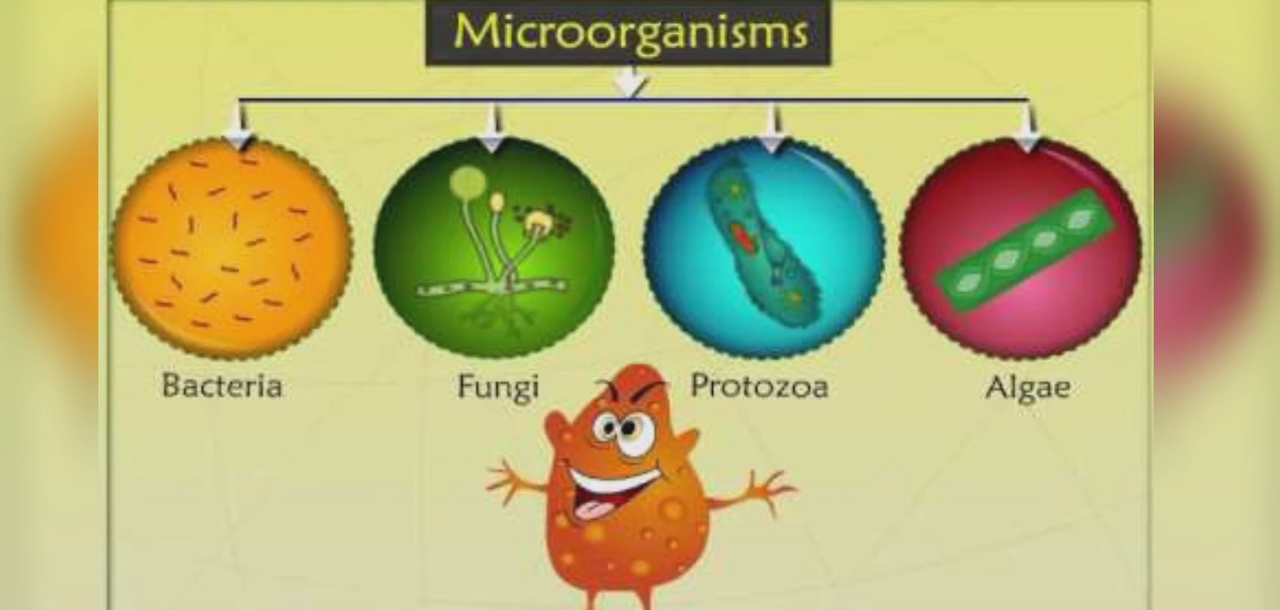 Microorganisms
Bacteria
Fungi
Protozoa
Algae